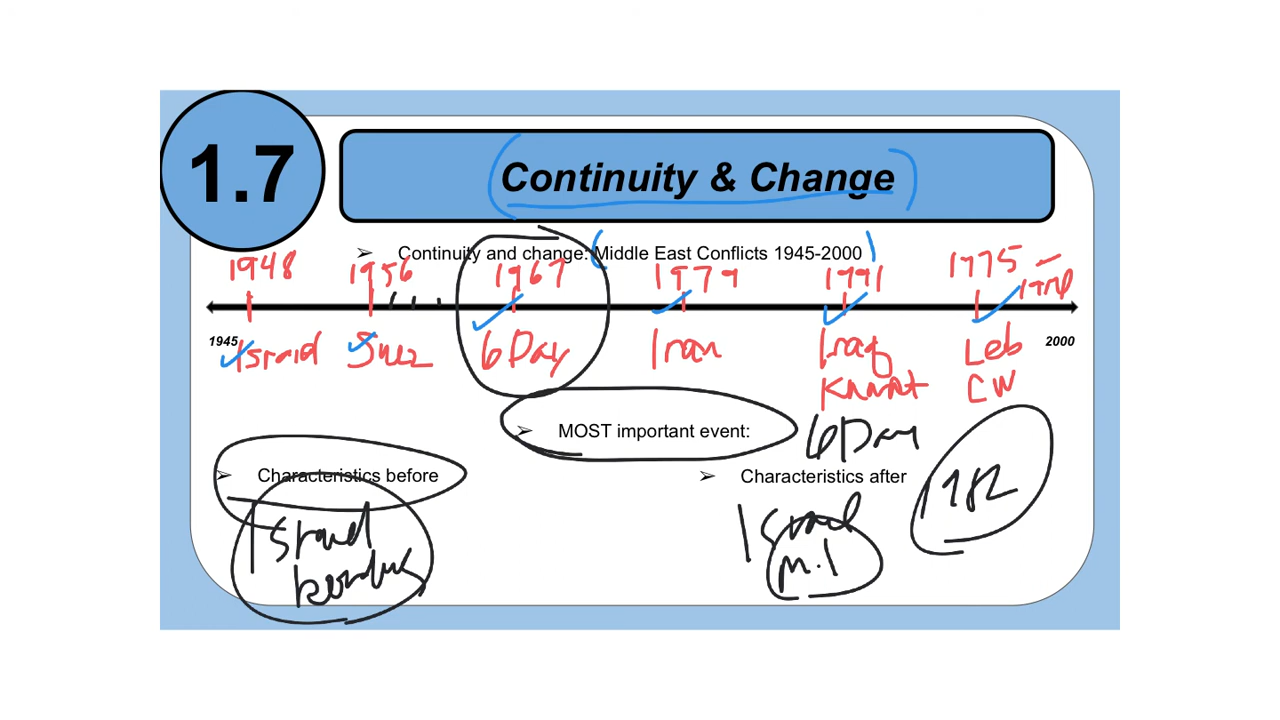 1.7
Continuity & Change
➢ Continuity and change: Middle East Conflicts 1945-2000
1948 1956 1967 1979 1991 1975 –
1945 2000
Israel Suez 6 Day Iran Iraq Leb
Kuwait CW
➢ MOST important event: 6 Day
➢ Characteristics before ➢ Characteristics after
1982
Israel Israel
borders